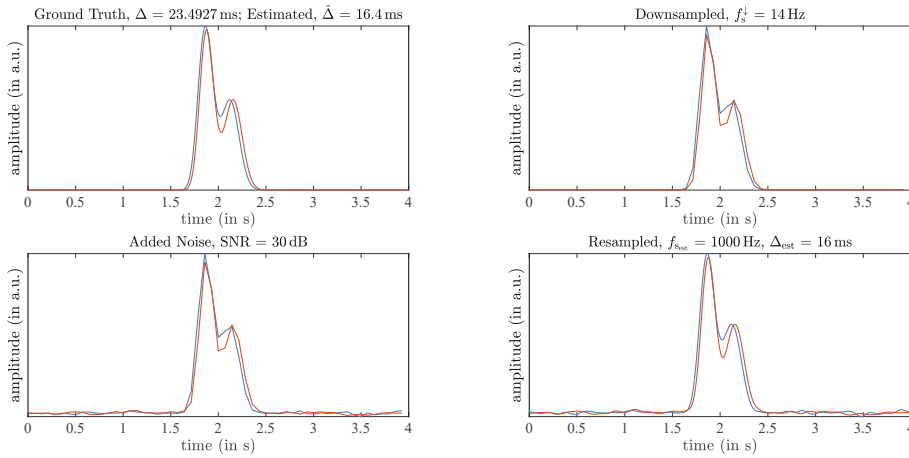 Ground Truth, Δ = 23.4927 ms; Estimated, Δ̂ = 16.4 ms
amplitude (in a.u.)
0 0.5 1 1.5 2 2.5 3 3.5 4
time (in s)
Downsampled, f_s^↓ = 14 Hz
amplitude (in a.u.)
0 0.5 1 1.5 2 2.5 3 3.5 4
time (in s)
Added Noise, SNR = 30 dB
amplitude (in a.u.)
0 0.5 1 1.5 2 2.5 3 3.5 4
time (in s)
Resampled, f_{s_est} = 1000 Hz, Δ_est = 16 ms
amplitude (in a.u.)
0 0.5 1 1.5 2 2.5 3 3.5 4
time (in s)